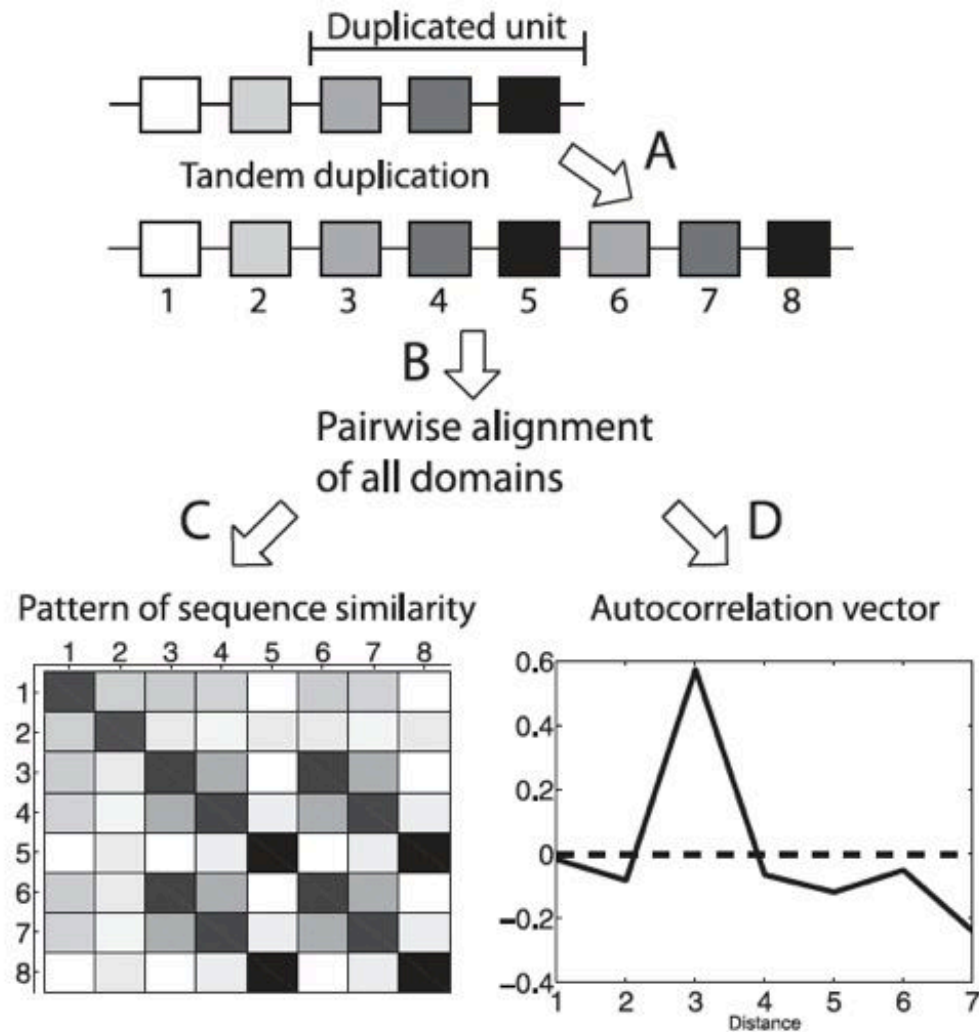 Duplicated unit
A
Tandem duplication
1 2 3 4 5 6 7 8
B
Pairwise alignment
of all domains
C
D
Pattern of sequence similarity
1 2 3 4 5 6 7 8
1
2
3
4
5
6
7
8
Autocorrelation vector
0.6
0.4
0.2
0
-0.2
-0.4
1 2 3 4 5 6 7
Distance